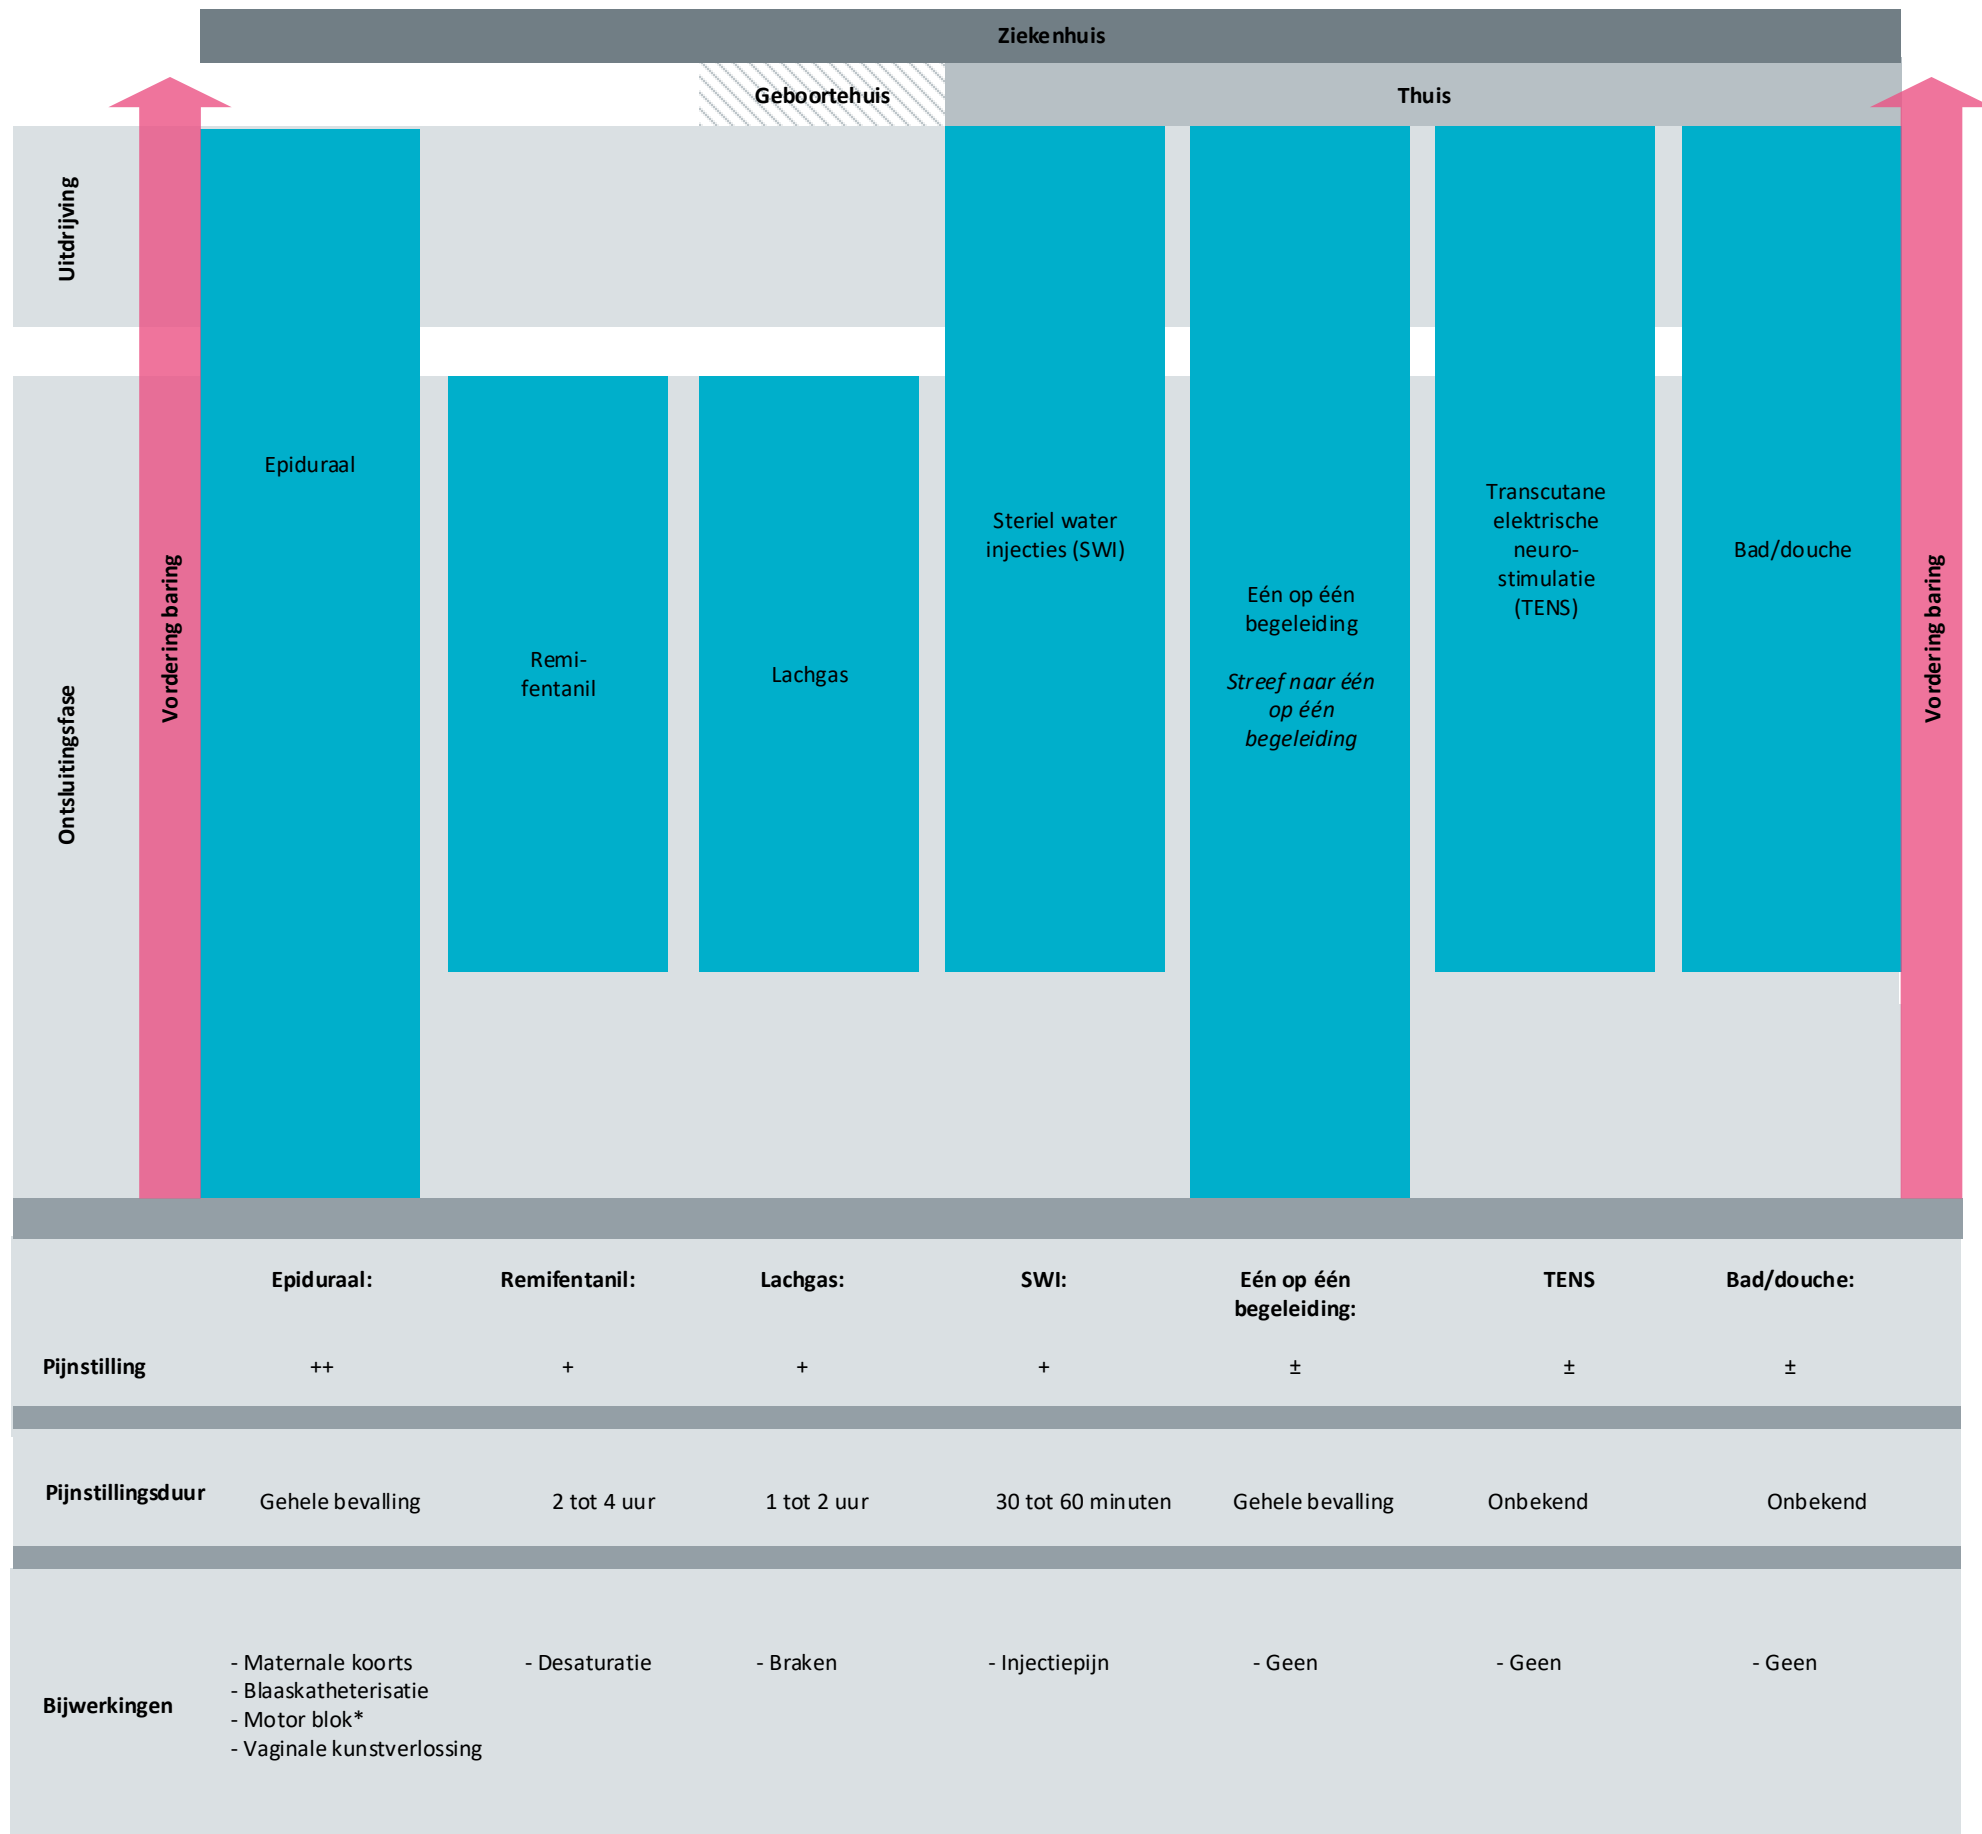 Ziekenhuis
Geboortehuis
Thuis
Uitdrijving
Ontsluitingsfase
Vordering baring
Epiduraal
Remi-
fentanil
Lachgas
Steriel water
injecties (SWI)
Eén op één
begeleiding
Streef naar één
op één
begeleiding
Transcutane
elektrische
neuro-
stimulatie
(TENS)
Bad/douche
Vordering baring
Epiduraal: Remifentanil: Lachgas: SWI: Eén op één TENS Bad/douche:
begeleiding:
Pijnstilling ++ + + + ± ± ±
Pijnstillingsduur Gehele bevalling 2 tot 4 uur 1 tot 2 uur 30 tot 60 minuten Gehele bevalling Onbekend Onbekend
Bijwerkingen
- Maternale koorts
- Blaaskatheterisatie
- Motor blok*
- Vaginale kunstverlossing
- Desaturatie
- Braken
- Injectiepijn
- Geen
- Geen
- Geen